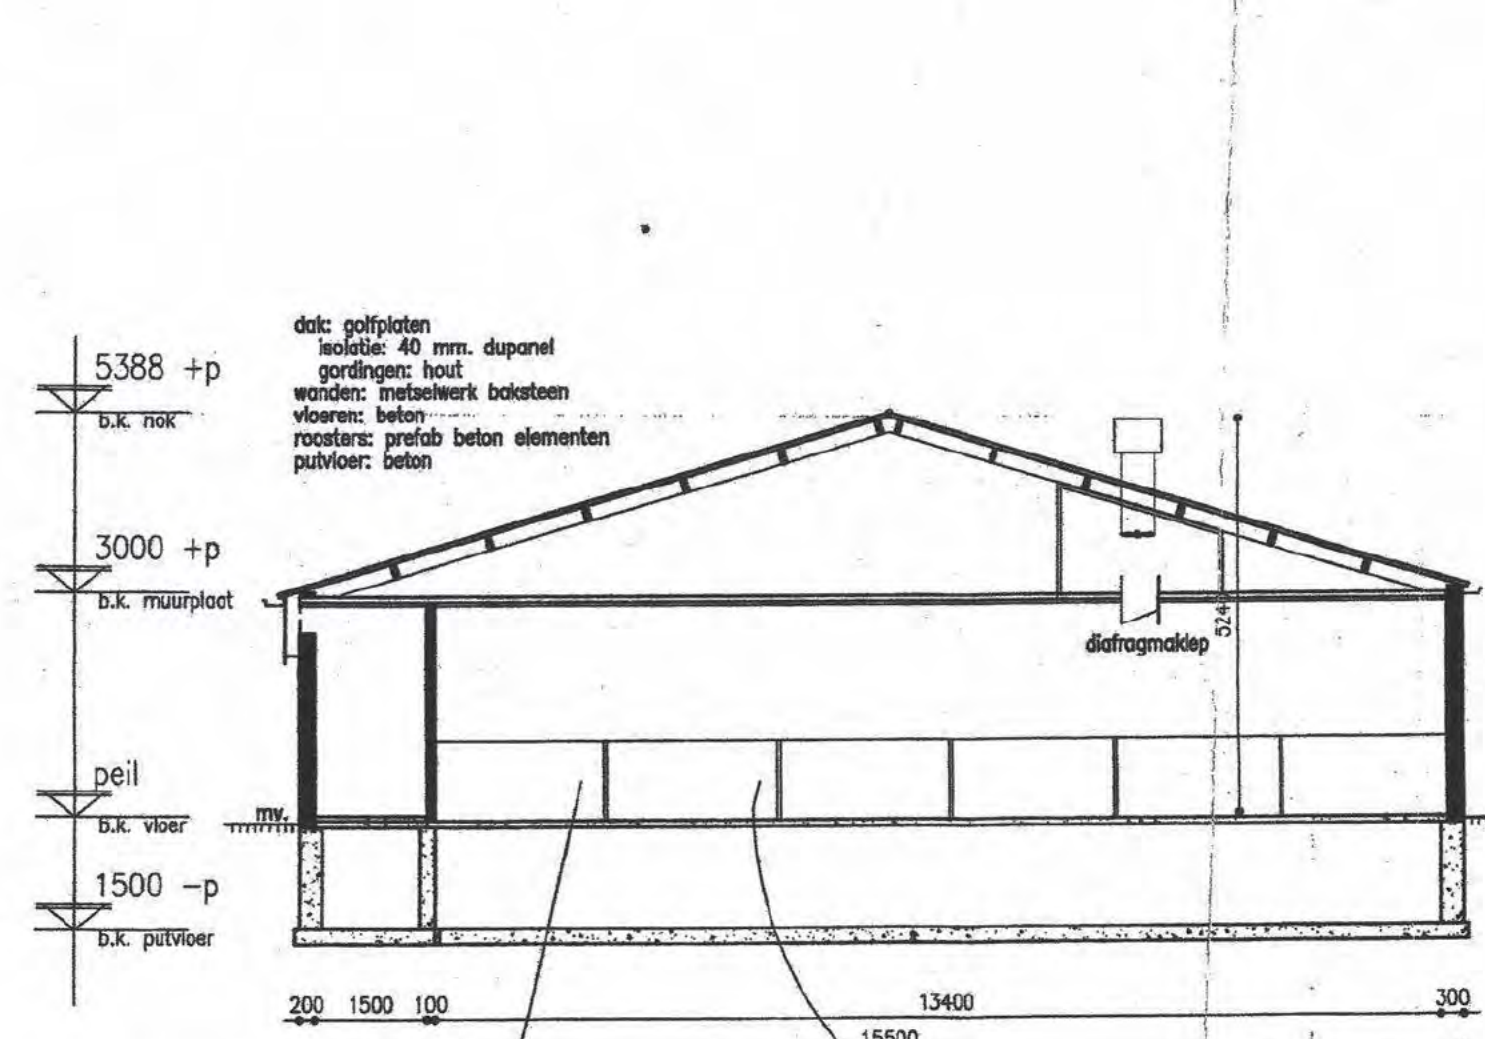 dak: golfplaten
isolatie: 40 mm. dupanel
gordingen: hout
wanden: metselwerk baksteen
vloeren: beton
roosters: prefab beton elementen
putvloer: beton
5388 +p
b.k. nok
3000 +p
b.k. muurplaat
diafragmaklep
peil
b.k. vloer
mv.
1500 -p
b.k. putvloer
200 1500 100 13400 300
15500